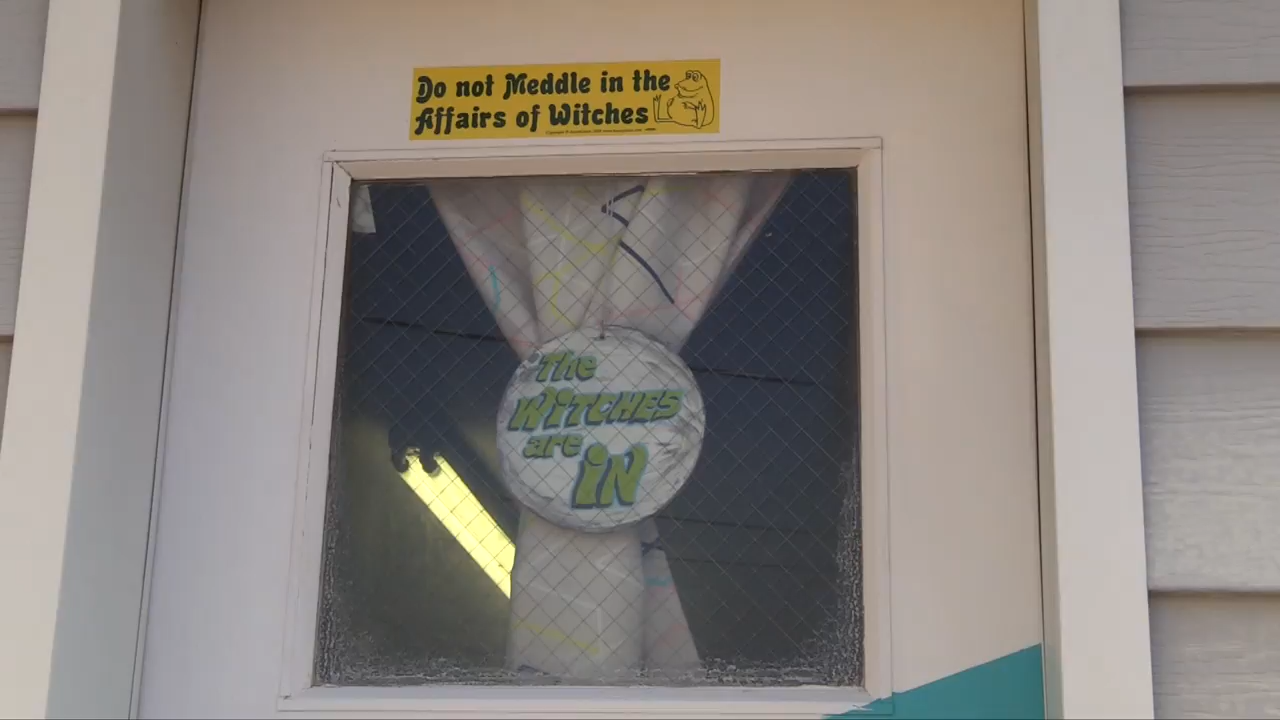 Do not Meddle in the
Affairs of Witches
The
WITCHES
are
iN